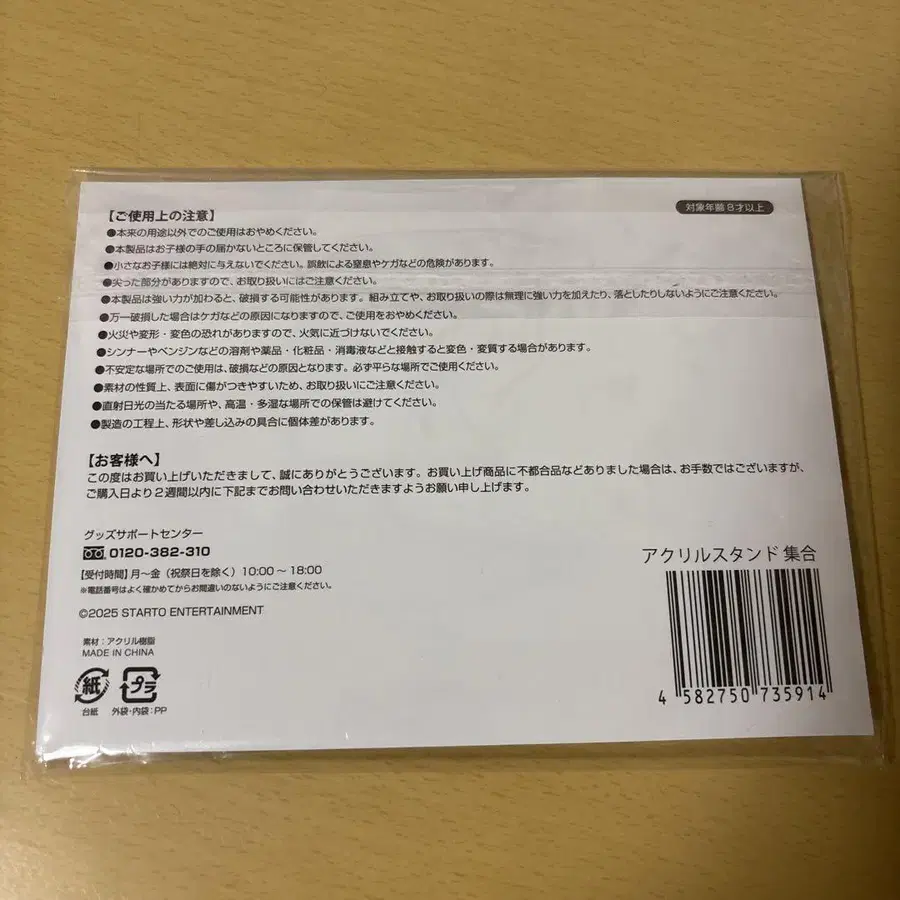 【ご使用上の注意】
対象年齢8才以上
●本来の用途以外でのご使用はおやめください。
●本製品はお子様の手の届かないところに保管してください。
●小さなお子様には絶対に与えないでください。誤飲による窒息やケガなどの危険があります。
●尖った部分がありますので、お取り扱いにはご注意ください。
●本製品は強い力が加わると、破損する可能性があります。組み立てや、お取り扱いの際は無理に強い力を加えたり、落としたりしないようにご注意ください。
●万一破損した場合はケガなどの原因になりますので、ご使用をおやめください。
●火災や変形・変色の恐れがありますので、火気に近づけないでください。
●シンナーやベンジンなどの溶剤や薬品・化粧品・消毒液などと接触すると変色・変質する場合があります。
●不安定な場所でのご使用は、破損などの原因となります。必ず平らな場所でご使用ください。
●素材の性質上、表面に傷がつきやすいため、お取り扱いにご注意ください。
●直射日光の当たる場所や、高温・多湿な場所での保管は避けてください。
●製造の工程上、形状や差し込みの具合に個体差があります。
【お客様へ】
この度はお買い上げいただきまして、誠にありがとうございます。お買い上げ商品に不都合品などありました場合は、お手数ではございますが、
ご購入日より2週間以内に下記までお問い合わせいただきますようお願い申し上げます。
グッズサポートセンター
0120-382-310
【受付時間】月~金（祝祭日を除く）10:00~18:00
※電話番号はよく確かめてからお間違いのないようにご注意ください。
©2025 STARTO ENTERTAINMENT
アクリルスタンド 集合
素材：アクリル樹脂
MADE IN CHINA
紙
プラ
台紙
外袋・内袋：PP
4 582750 735914